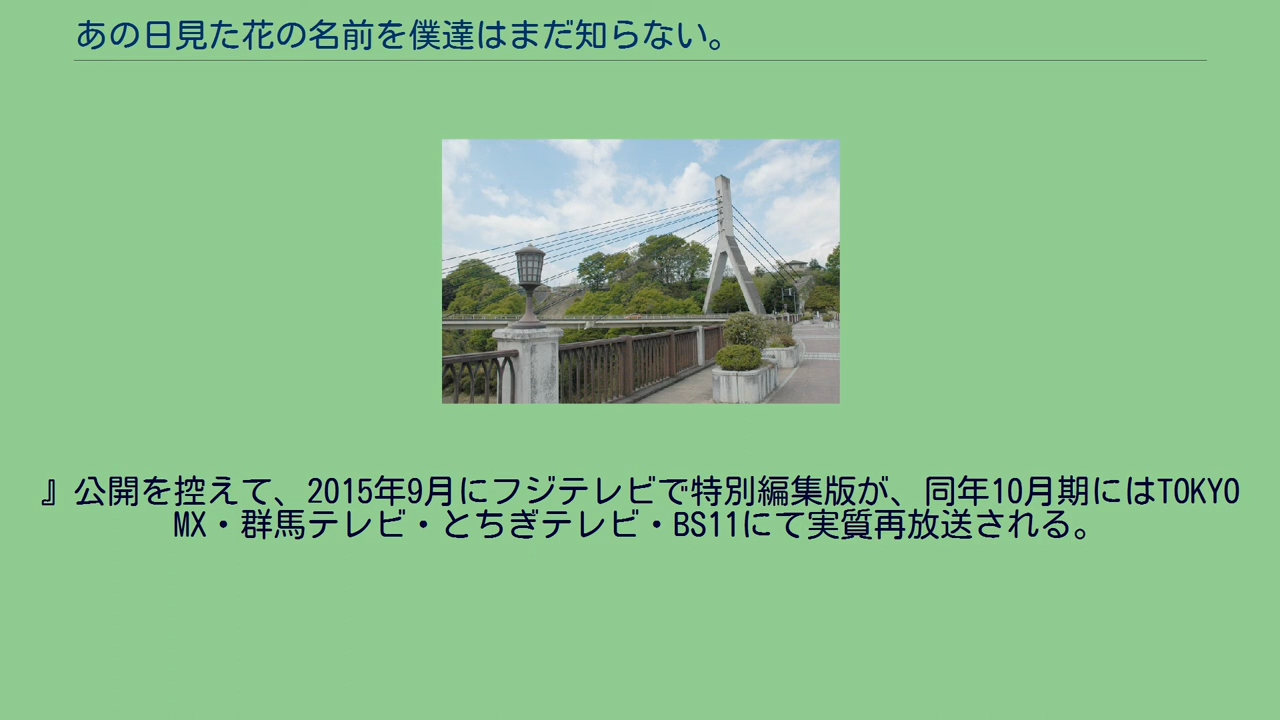 あの日見た花の名前を僕達はまだ知らない。
』公開を控えて、2015年9月にフジテレビで特別編集版が、同年10月期にはTOKYO
MX・群馬テレビ・とちぎテレビ・BS11にて実質再放送される。